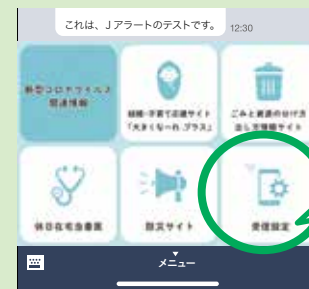 これは、Jアラートのテストです。
12:30
新型コロナウイルス
関連情報
結婚・子育て応援サイト
「大きくなーれ プラス」
ごみと資源の分け方
出し方情報サイト
休日在宅当番医
防災サイト
受信設定
メニュー